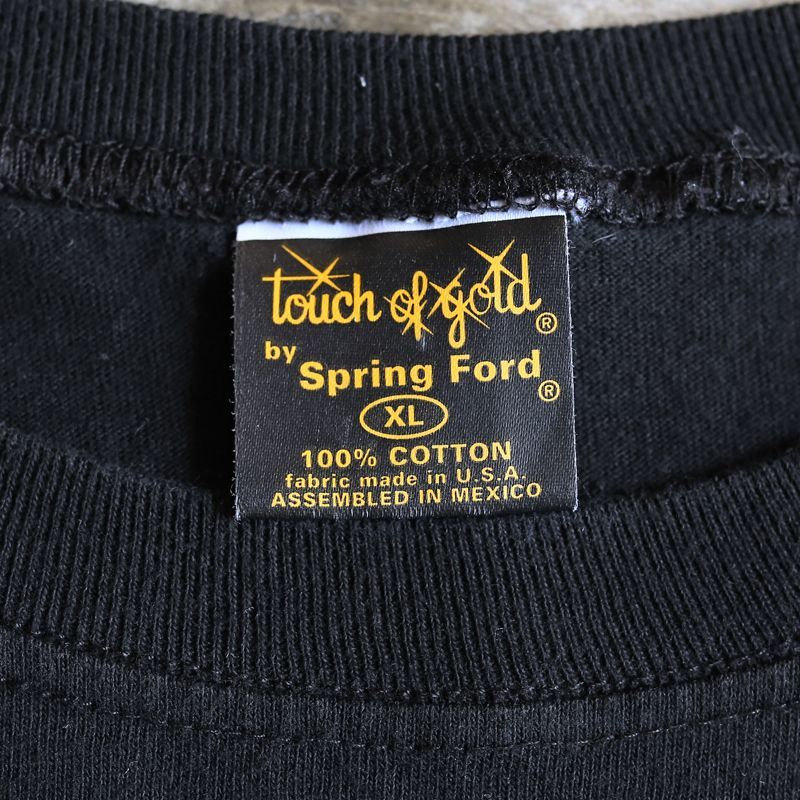 touch of gold®
by Spring Ford®
XL
100% COTTON
fabric made in U.S.A.
ASSEMBLED IN MEXICO